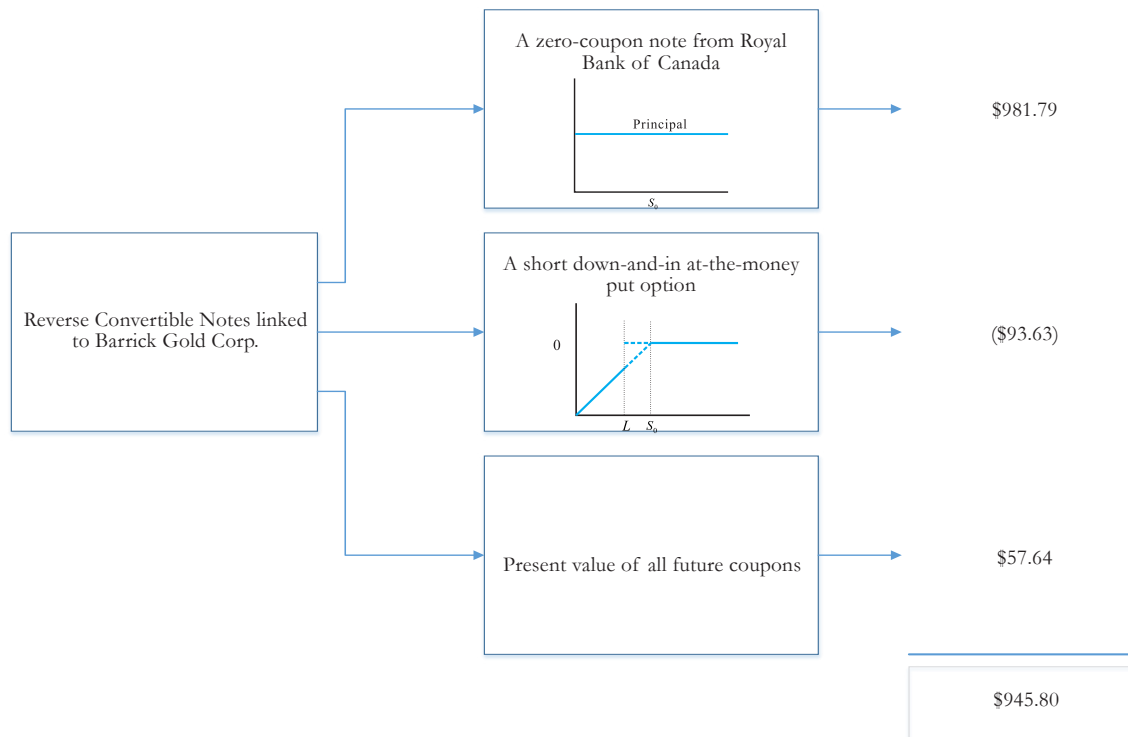 Reverse Convertible Notes linked
to Barrick Gold Corp.
A zero-coupon note from Royal
Bank of Canada
Principal
S₀
$981.79
A short down-and-in at-the-money
put option
0
L S₀
($93.63)
Present value of all future coupons
$57.64
$945.80